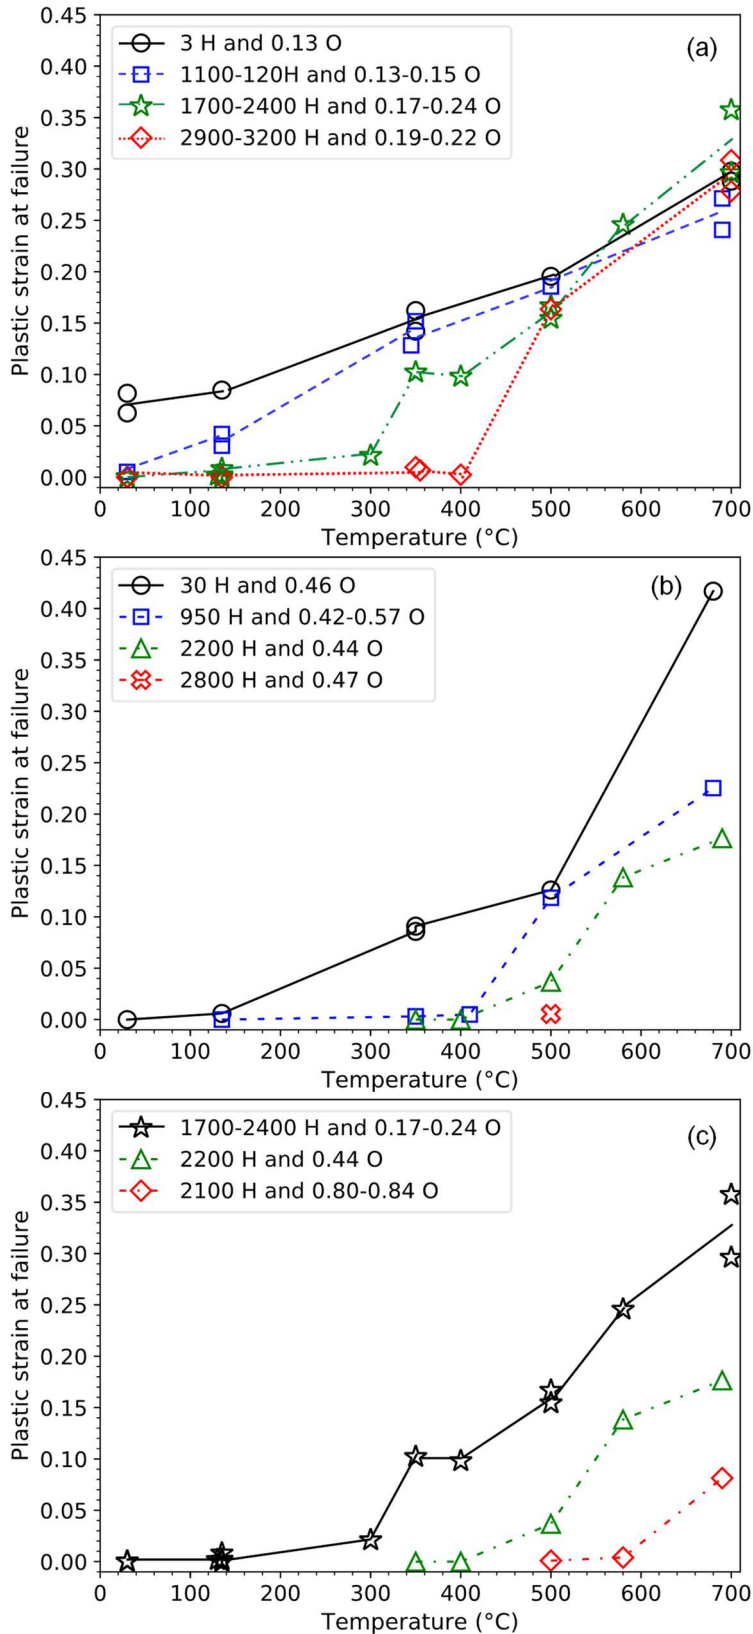 (a)
3 H and 0.13 O
1100-120H and 0.13-0.15 O
1700-2400 H and 0.17-0.24 O
2900-3200 H and 0.19-0.22 O
Plastic strain at failure
0.45
0.40
0.35
0.30
0.25
0.20
0.15
0.10
0.05
0.00
0 100 200 300 400 500 600 700
Temperature (°C)
(b)
30 H and 0.46 O
950 H and 0.42-0.57 O
2200 H and 0.44 O
2800 H and 0.47 O
Plastic strain at failure
0.45
0.40
0.35
0.30
0.25
0.20
0.15
0.10
0.05
0.00
0 100 200 300 400 500 600 700
Temperature (°C)
(c)
1700-2400 H and 0.17-0.24 O
2200 H and 0.44 O
2100 H and 0.80-0.84 O
Plastic strain at failure
0.45
0.40
0.35
0.30
0.25
0.20
0.15
0.10
0.05
0.00
0 100 200 300 400 500 600 700
Temperature (°C)